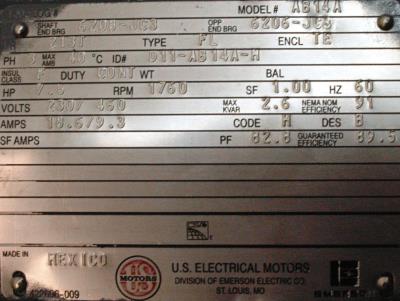 MODEL# AB14A
SHAFT END BRG 6208-JC3 OPP END BRG 6206-JC3
213T TYPE FL ENCL TE
PH 3 MAX AMB 40 °C ID# D11-AB14A-M
INSUL CLASS F DUTY CONT WT BAL
HP 7.5 RPM 1760 SF 1.00 HZ 60
VOLTS 230/460 MAX KVAR 2.6 NEMA NOM EFFICIENCY 91
AMPS 18.6/9.3 CODE H DES B
SF AMPS PF 82.8 GUARANTEED EFFICIENCY 89.5
MADE IN MEXICO
US MOTORS
U.S. ELECTRICAL MOTORS
DIVISION OF EMERSON ELECTRIC CO.
ST. LOUIS, MO
422696-009